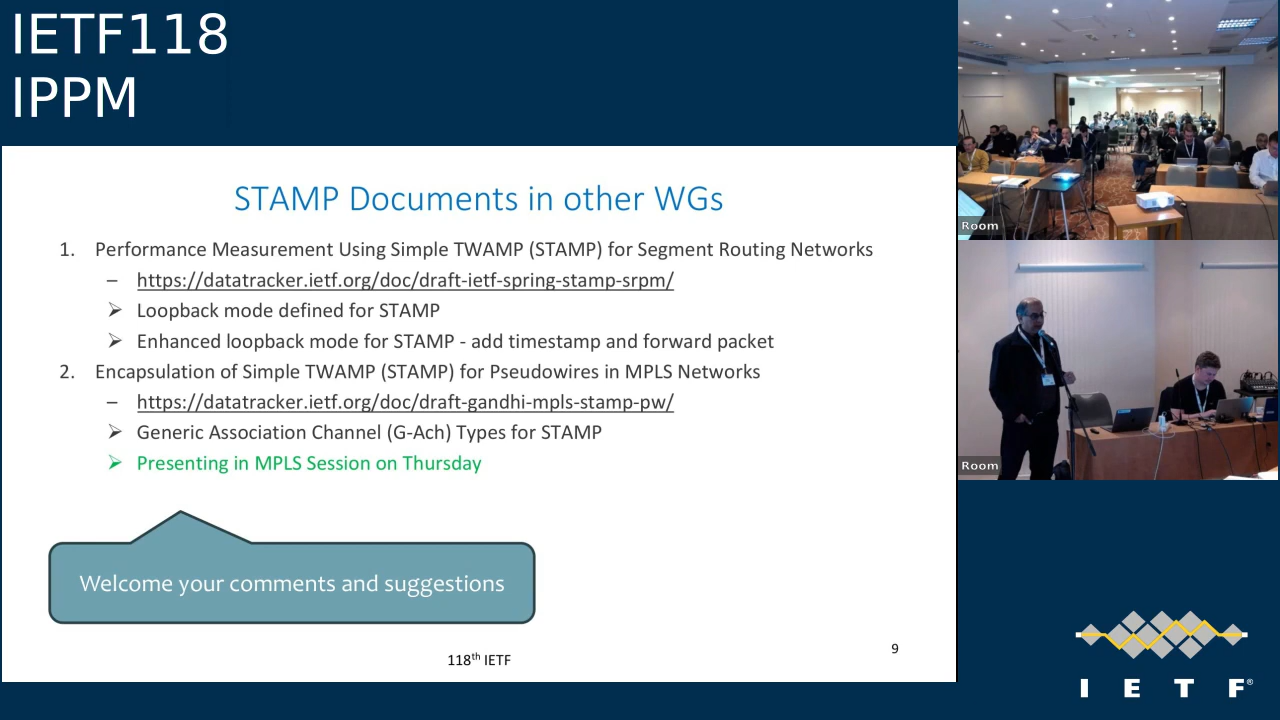 IETF118
IPPM
STAMP Documents in other WGs
1. Performance Measurement Using Simple TWAMP (STAMP) for Segment Routing Networks
– https://datatracker.ietf.org/doc/draft-ietf-spring-stamp-srpm/
➢ Loopback mode defined for STAMP
➢ Enhanced loopback mode for STAMP - add timestamp and forward packet
2. Encapsulation of Simple TWAMP (STAMP) for Pseudowires in MPLS Networks
– https://datatracker.ietf.org/doc/draft-gandhi-mpls-stamp-pw/
➢ Generic Association Channel (G-Ach) Types for STAMP
➢ Presenting in MPLS Session on Thursday
Welcome your comments and suggestions
118th IETF
9
Room
Room
I E T F®